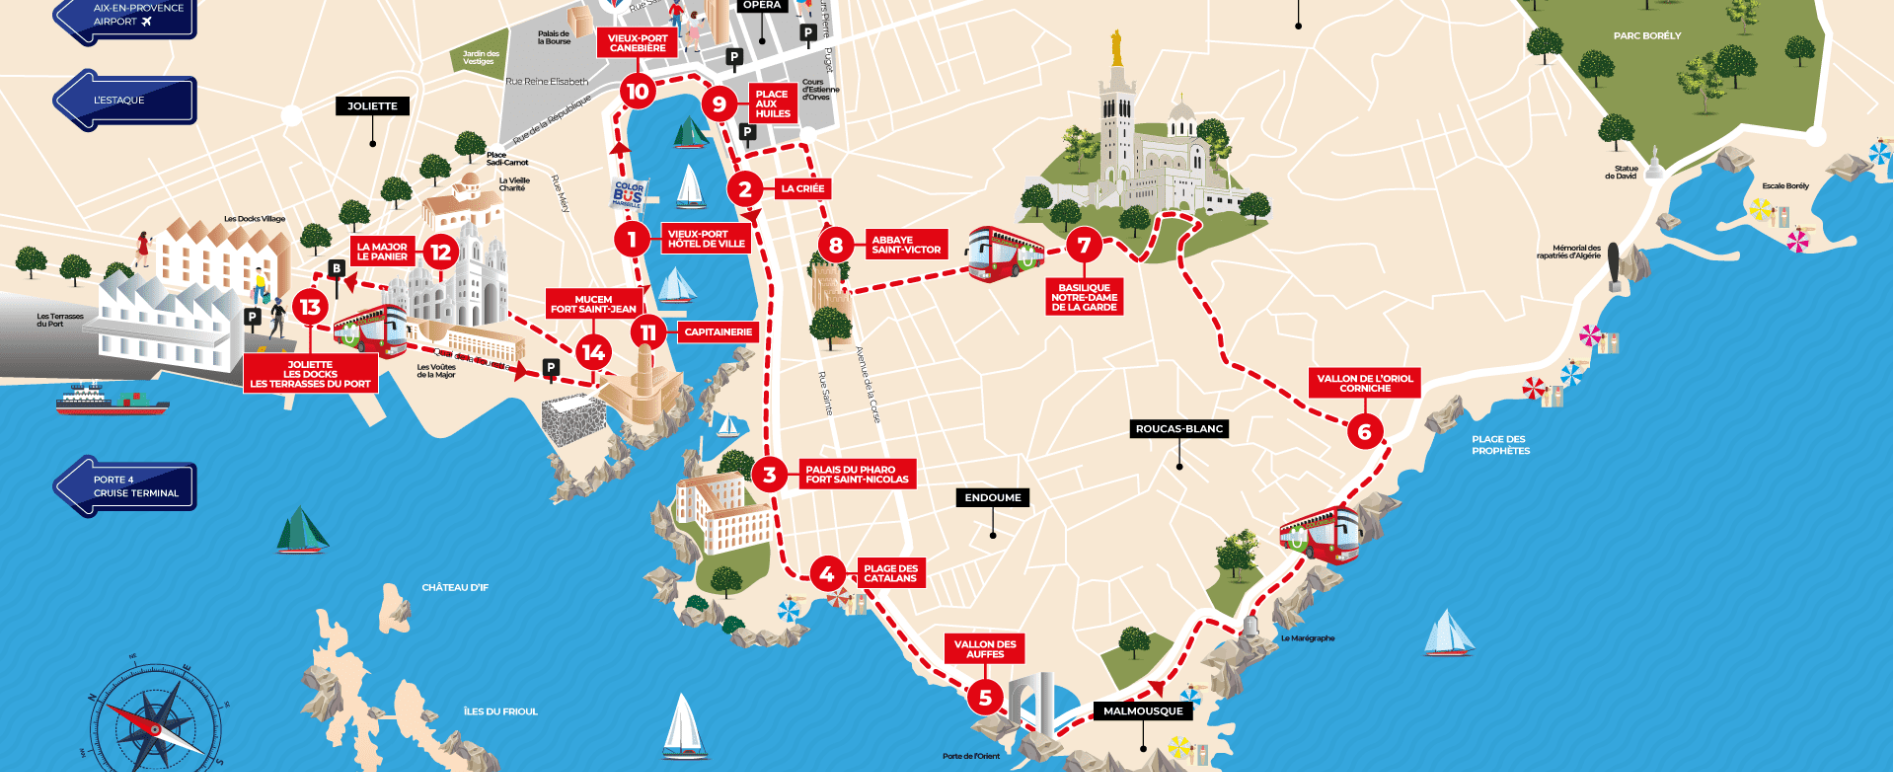 AIX-EN-PROVENCE
AIRPORT
L'ESTAQUE
PORTE 4
CRUISE TERMINAL
JOLIETTE
Jardin des
Vestiges
Palais de
la Bourse
Rue Reine Elisabeth
Rue de la République
VIEUX-PORT
CANEBIÈRE
10
OPÉRA
P
P
P
Puget
Cours
d'Estienne
d'Orves
9
PLACE
AUX
HUILES
Place
Sadi-Carnot
La Vieille
Charité
Rue Méry
COLOR
BUS
MARSEILLE
2
LA CRIÉE
1
VIEUX-PORT
HÔTEL DE VILLE
8
ABBAYE
SAINT-VICTOR
7
BASILIQUE
NOTRE-DAME
DE LA GARDE
Les Docks Village
LA MAJOR
LE PANIER
12
B
13
P
Les Terrasses
du Port
JOLIETTE
LES DOCKS
LES TERRASSES DU PORT
Les Voûtes
de la Major
P
MUCEM
FORT SAINT-JEAN
14
11
CAPITAINERIE
Rue Sainte
Avenue de la Corse
3
PALAIS DU PHARO
FORT SAINT-NICOLAS
4
PLAGE DES
CATALANS
VALLON DES
AUFFES
5
Porte de l'Orient
MALMOUSQUE
ENDOUME
ROUCAS-BLANC
VALLON DE L'ORIOL
CORNICHE
6
Le Marégraphe
PLAGE DES
PROPHÈTES
PARC BORÉLY
Statue
de David
Escale Borély
Mémorial des
rapatriés d'Algérie
CHÂTEAU D'IF
ÎLES DU FRIOUL
N
E
S